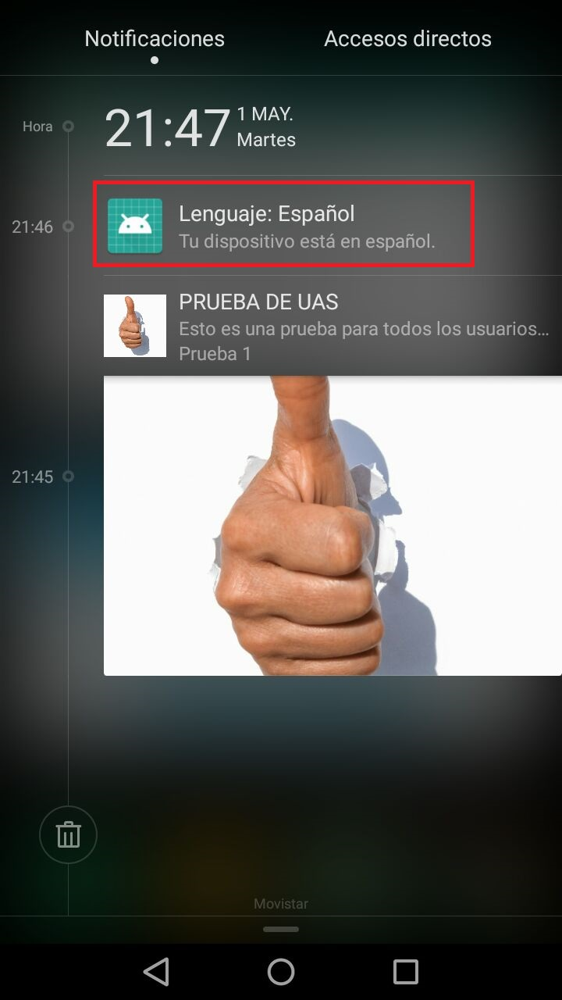 Notificaciones
Accesos directos
Hora
21:47
1 MAY.
Martes
21:46
Lenguaje: Español
Tu dispositivo está en español.
PRUEBA DE UAS
Esto es una prueba para todos los usuarios...
Prueba 1
21:45
Movistar